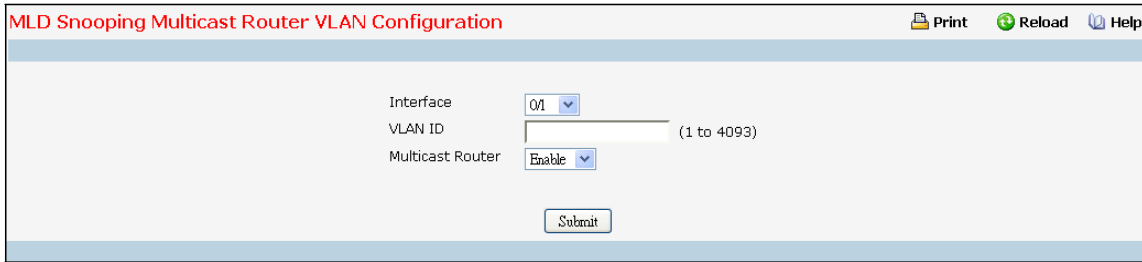 MLD Snooping Multicast Router VLAN Configuration Print Reload Help
Interface 0/1
VLAN ID (1 to 4093)
Multicast Router Enable
Submit